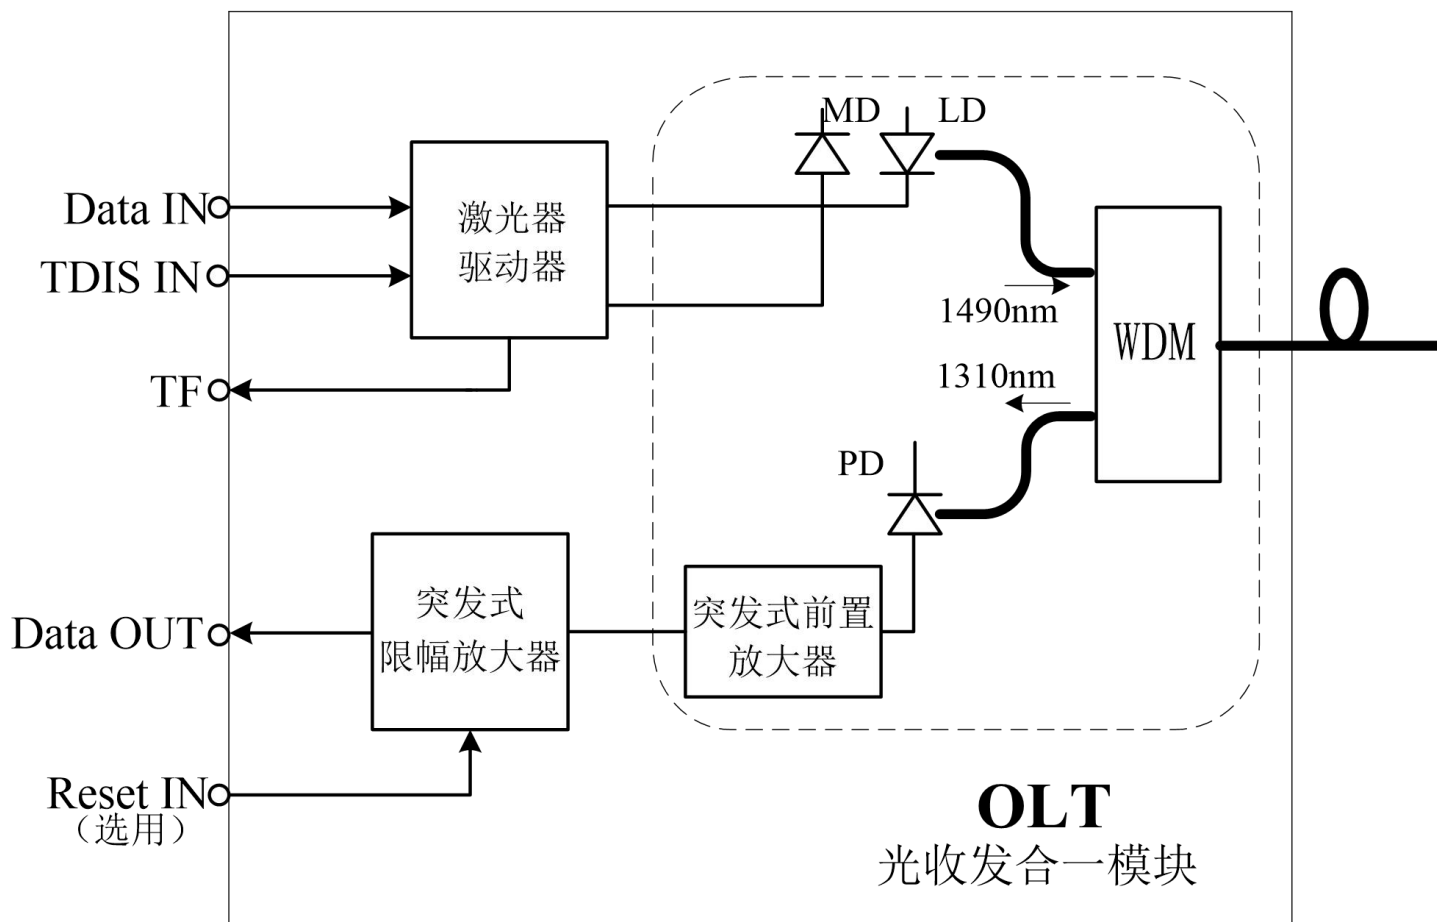 MD
LD
Data IN
激光器
驱动器
TDIS IN
1490nm
WDM
1310nm
TF
PD
突发式
限幅放大器
突发式前置
放大器
Data OUT
Reset IN
（选用）
OLT
光收发合一模块